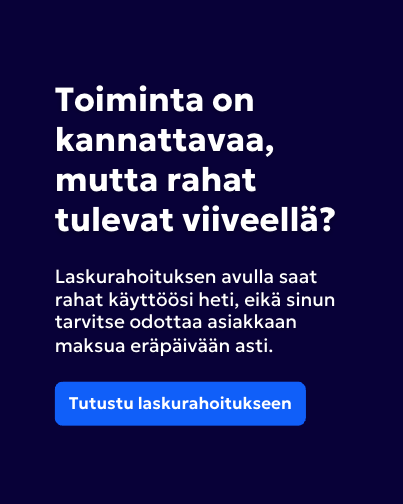 Toiminta on
kannattavaa,
mutta rahat
tulevat viiveellä?
Laskurahoituksen avulla saat
rahat käyttöösi heti, eikä sinun
tarvitse odottaa asiakkaan
maksua eräpäivään asti.
Tutustu laskurahoitukseen